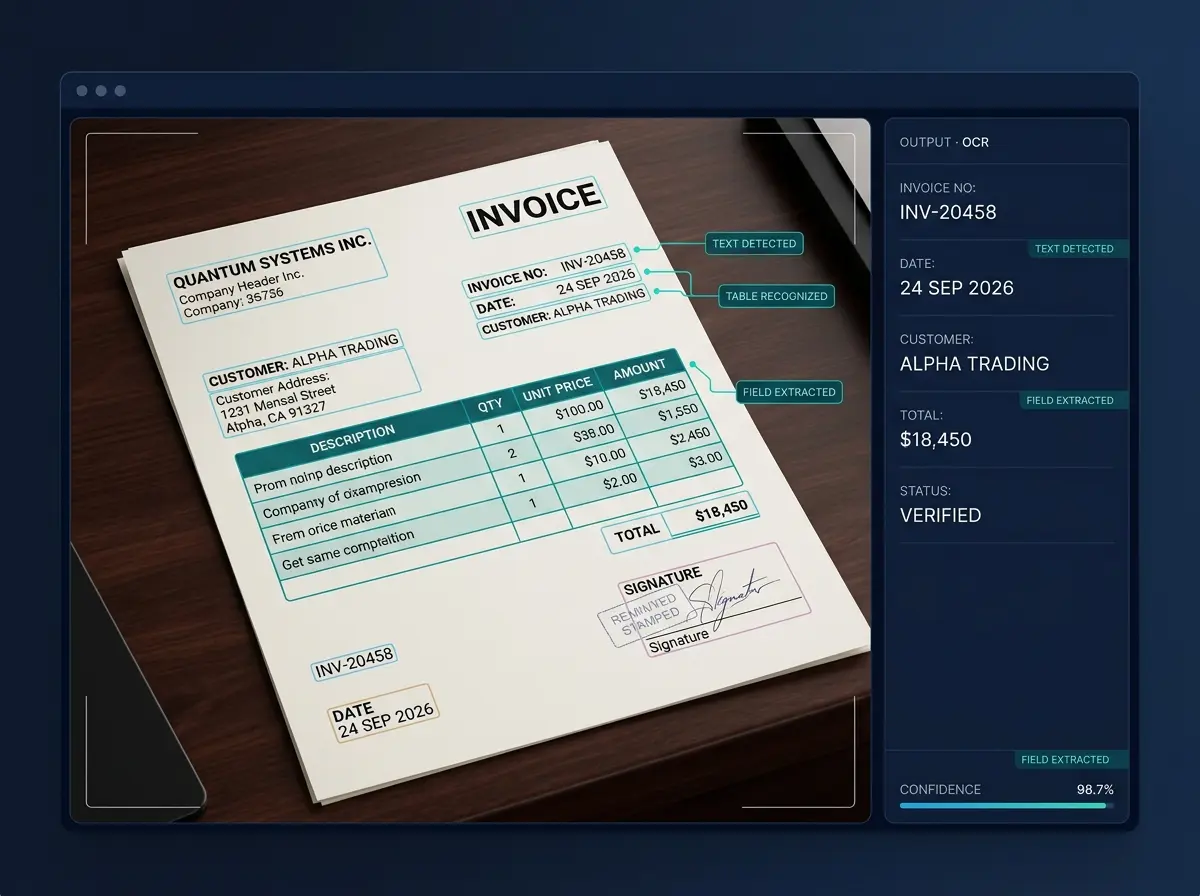 INVOICE
QUANTUM SYSTEMS INC.
Company Header Inc.
Company: 35756
INVOICE NO: INV-20458
DATE: 24 SEP 2026
CUSTOMER: ALPHA TRADING
TEXT DETECTED
TABLE RECOGNIZED
FIELD EXTRACTED
CUSTOMER: ALPHA TRADING
Customer Address:
1231 Mensal Street
Atpha, CA 91327
DESCRIPTION QTY UNIT PRICE AMOUNT
Prom noinp description 1 $100.00 $18,450
Company of oxampresion 2 $38.00 $1,550
Frem orice materiam 1 $10.00 $2,460
Get same comptaition 1 $2.00 $3.00
TOTAL $18,450
SIGNATURE
STAMPED
Signature
INV-20458
DATE
24 SEP 2026
OUTPUT · OCR
INVOICE NO:
INV-20458
TEXT DETECTED
DATE:
24 SEP 2026
CUSTOMER:
ALPHA TRADING
FIELD EXTRACTED
TOTAL:
$18,450
STATUS:
VERIFIED
FIELD EXTRACTED
CONFIDENCE 98.7%